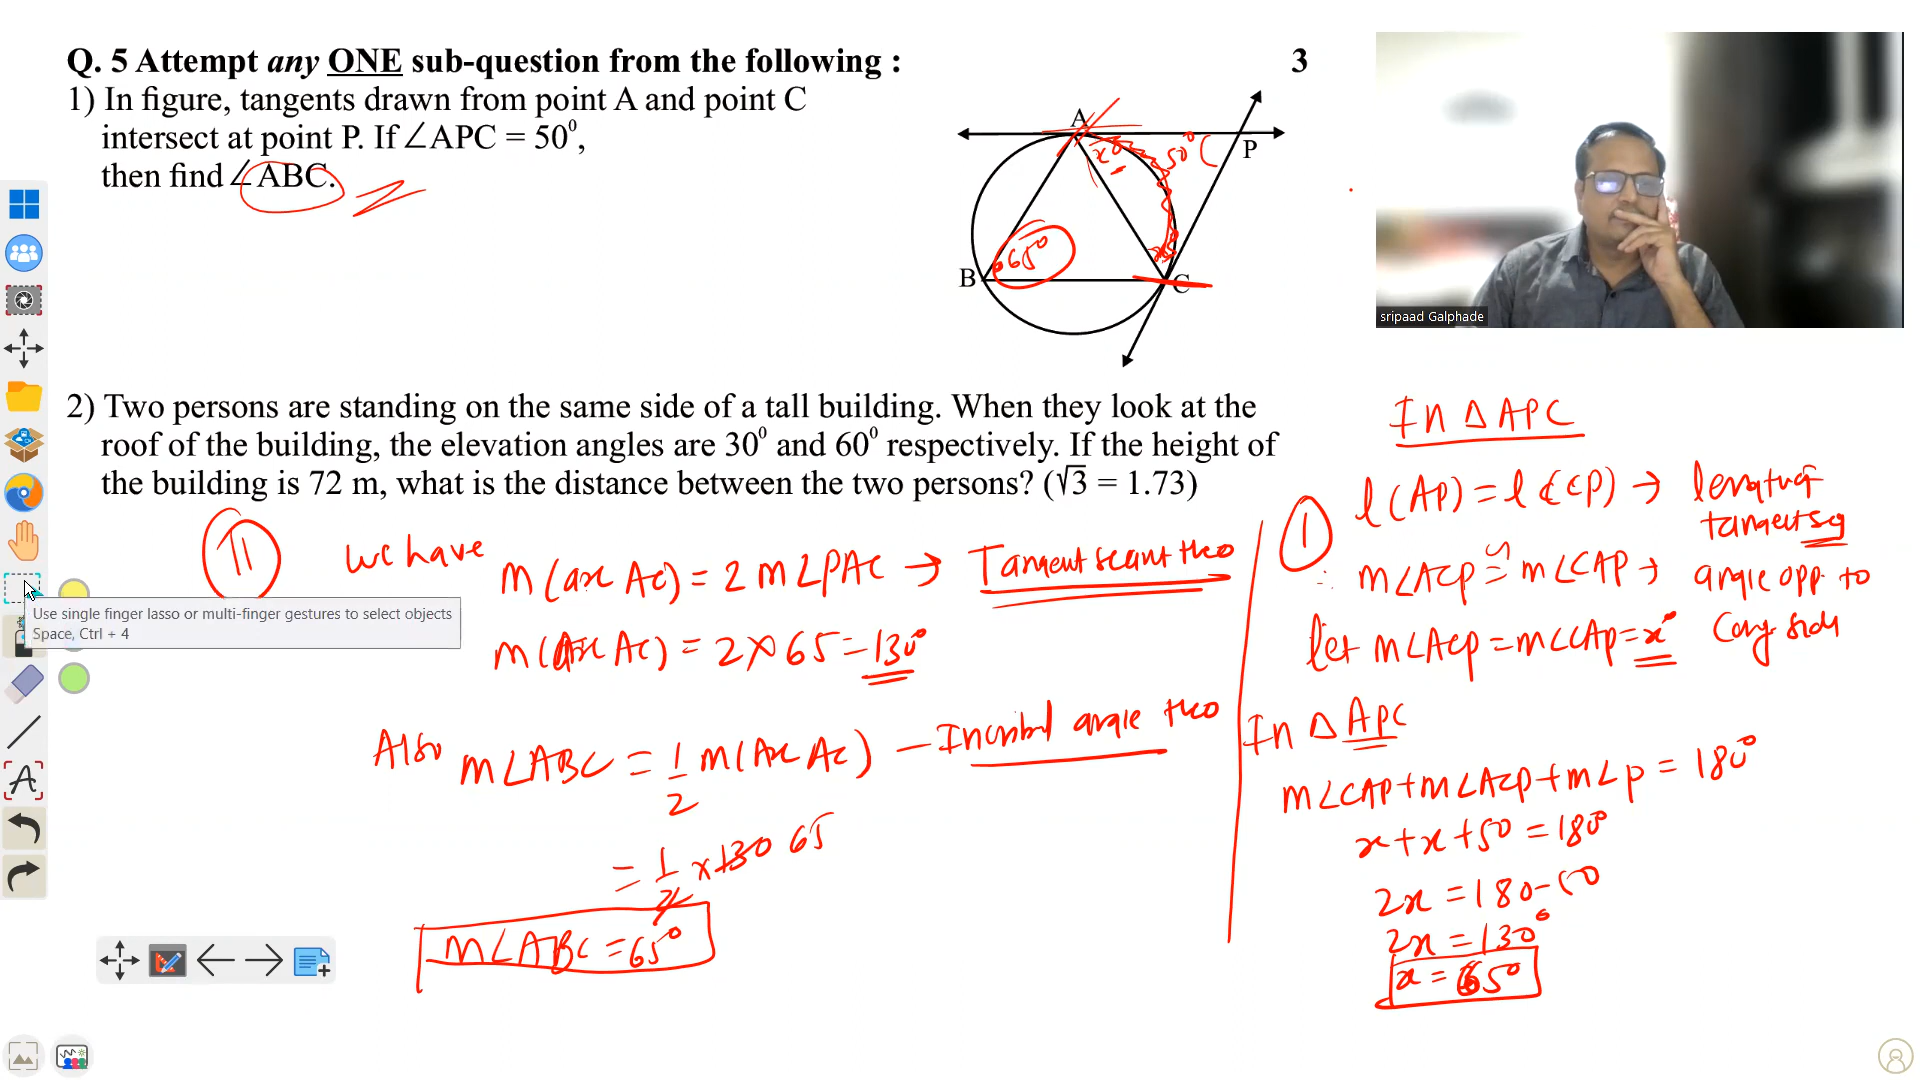 Q. 5 Attempt any ONE sub-question from the following : 3
1) In figure, tangents drawn from point A and point C
intersect at point P. If ∠APC = 50⁰,
then find ∠ABC.
A
P
B
C
x°
50°
65°
x
sripaad Galphade
2) Two persons are standing on the same side of a tall building. When they look at the
roof of the building, the elevation angles are 30⁰ and 60⁰ respectively. If the height of
the building is 72 m, what is the distance between the two persons? (√3 = 1.73)
In △ APC
① l(AP) = l(CP) → length of
tangent seg
m∠ACP ≅ m∠CAP → angle opp. to
Cong. side
let m∠ACP = m∠CAP = x°
In △ APC
m∠CAP + m∠ACP + m∠P = 180°
x + x + 50 = 180°
2x = 180 - 50
2x = 130°
x = 65°
II We have m(arc AC) = 2 m∠PAC → Tangent secant theo
m(Arc AC) = 2 × 65 = 130°
Also m∠ABC = 1/2 m(Arc AC) — Inscribed angle theo
= 1/2 × 130 65
m∠ABC = 65°
Use single finger lasso or multi-finger gestures to select objects
Space, Ctrl + 4